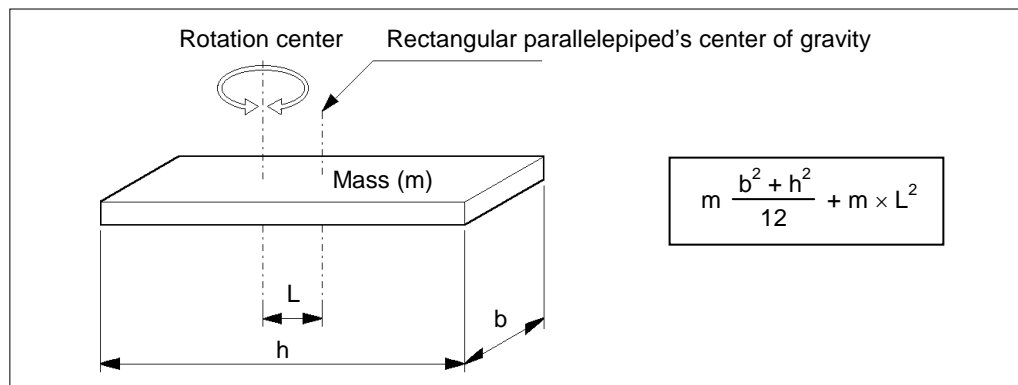 Rotation center
Rectangular parallelepiped’s center of gravity
Mass (m)
m (b² + h²)/12 + m × L²
L
b
h